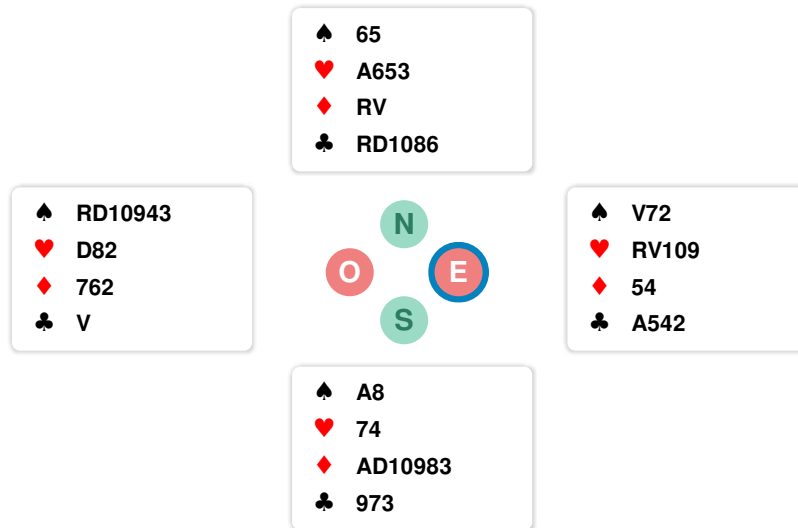 ♠ 65
♥ A653
♦ RV
♣ RD1086
♠ RD10943
♥ D82
♦ 762
♣ V
N
O
E
S
♠ V72
♥ RV109
♦ 54
♣ A542
♠ A8
♥ 74
♦ AD10983
♣ 973